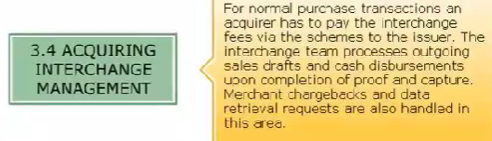 3.4 ACQUIRING
INTERCHANGE
MANAGEMENT
For normal purchase transactions an
acquirer has to pay the interchange
fees via the schemes to the issuer. The
interchange team processes outgoing
sales drafts and cash disbursements
upon completion of proof and capture.
Merchant chargebacks and data
retrieval requests are also handled in
this area.